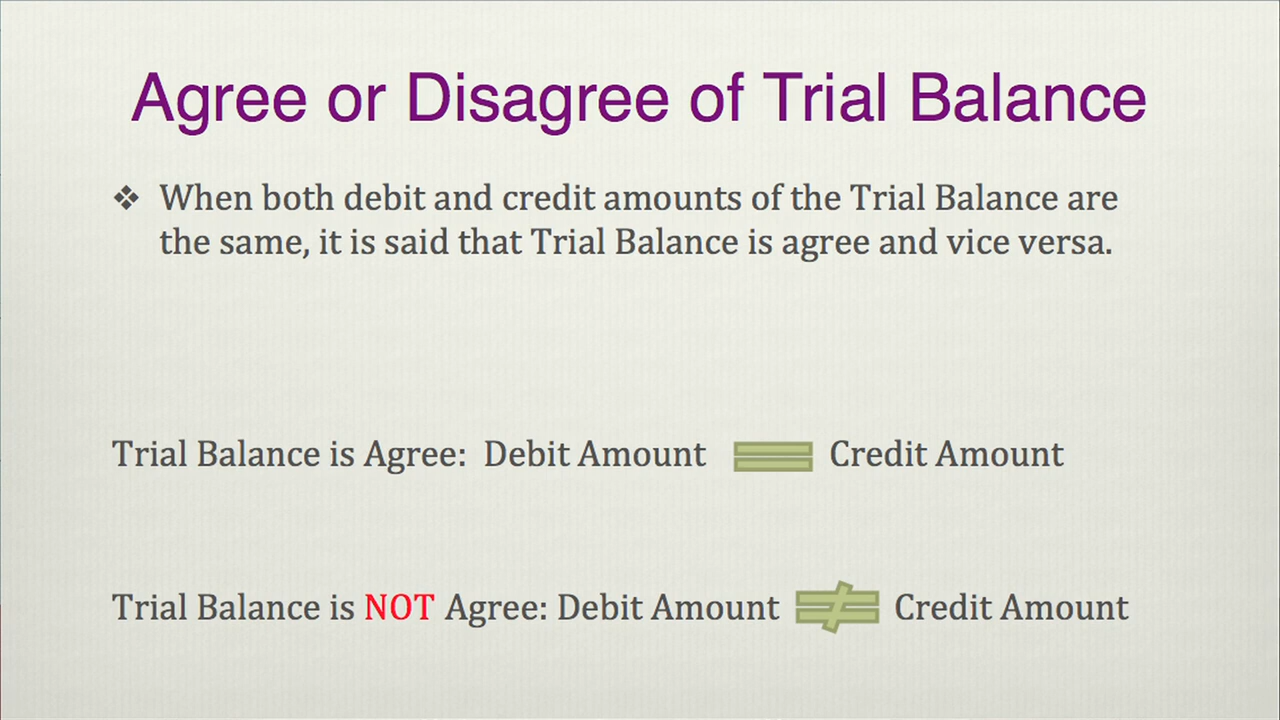 Agree or Disagree of Trial Balance
❖ When both debit and credit amounts of the Trial Balance are
the same, it is said that Trial Balance is agree and vice versa.
Trial Balance is Agree: Debit Amount = Credit Amount
Trial Balance is NOT Agree: Debit Amount ≠ Credit Amount